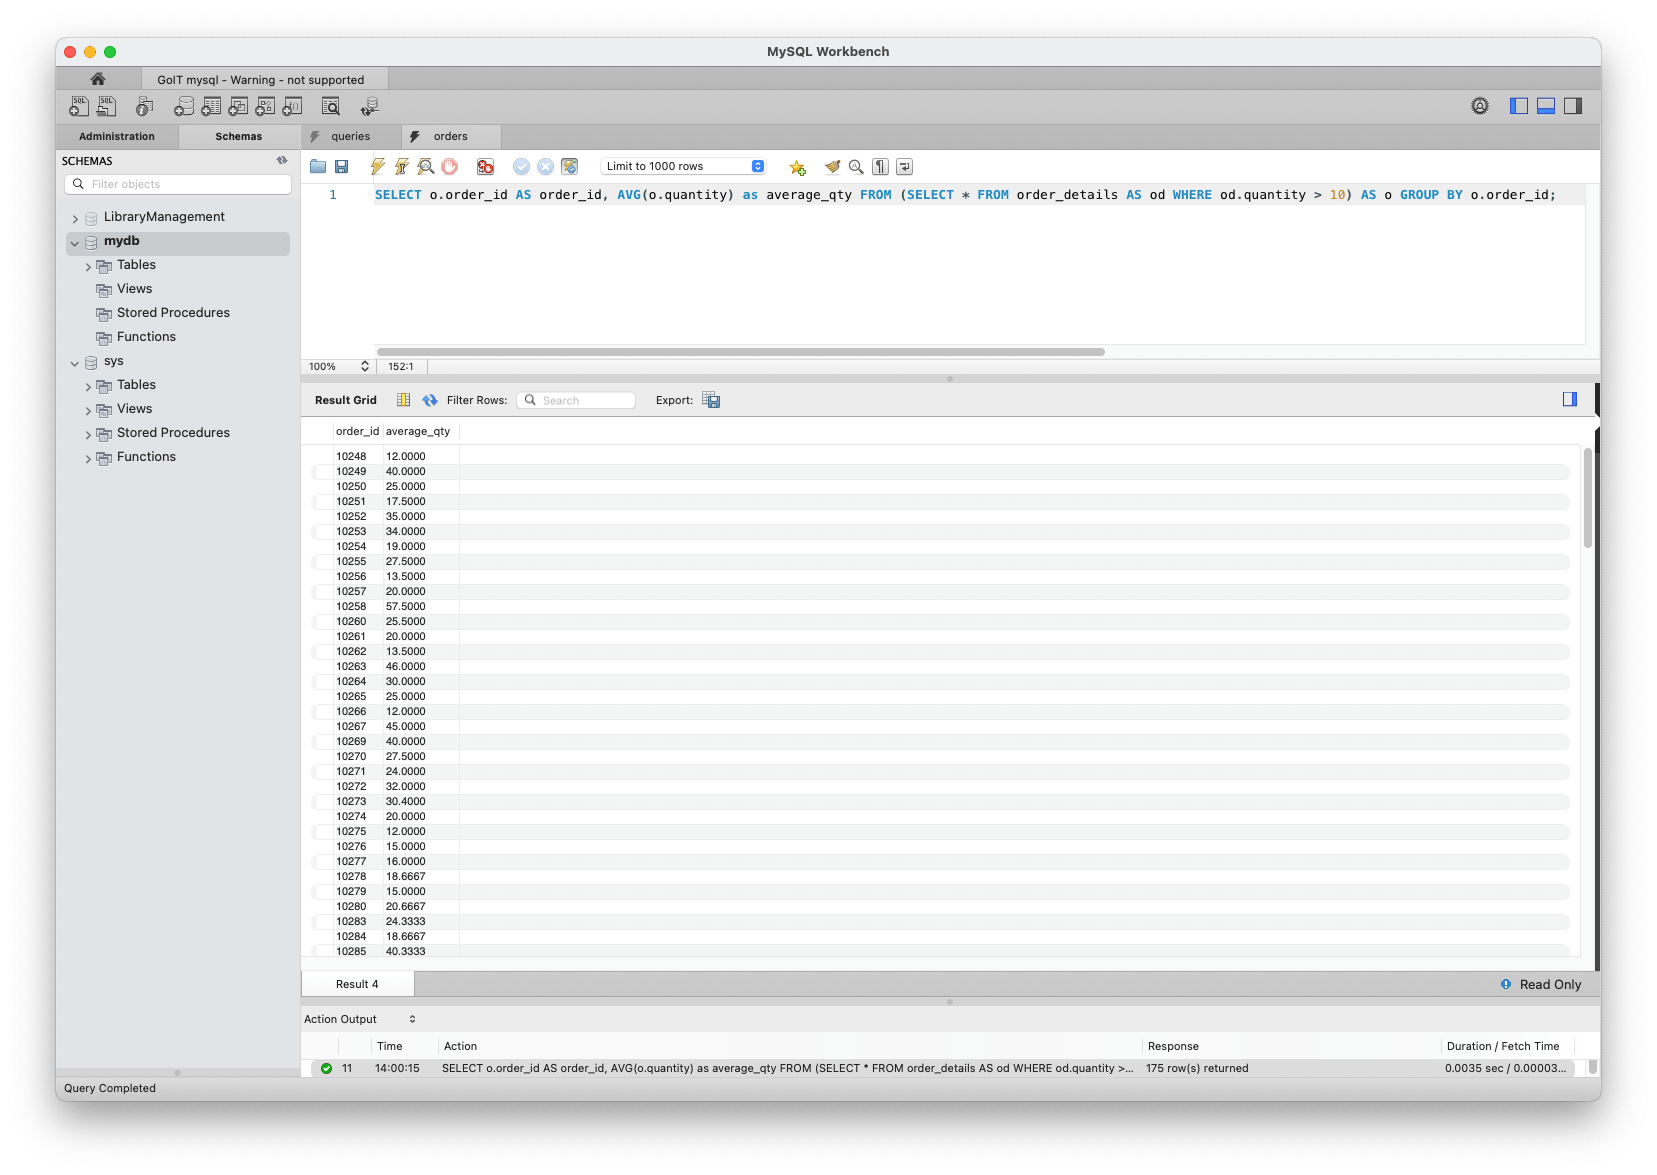 MySQL Workbench
GoIT mysql - Warning - not supported
Administration
Schemas
queries
orders
SCHEMAS
Filter objects
LibraryManagement
mydb
Tables
Views
Stored Procedures
Functions
sys
Tables
Views
Stored Procedures
Functions
Limit to 1000 rows
1 SELECT o.order_id AS order_id, AVG(o.quantity) as average_qty FROM (SELECT * FROM order_details AS od WHERE od.quantity > 10) AS o GROUP BY o.order_id;
100% 152:1
Result Grid Filter Rows: Search Export:
order_id average_qty
10248 12.0000
10249 40.0000
10250 25.0000
10251 17.5000
10252 35.0000
10253 34.0000
10254 19.0000
10255 27.5000
10256 13.5000
10257 20.0000
10258 57.5000
10260 25.5000
10261 20.0000
10262 13.5000
10263 46.0000
10264 30.0000
10265 25.0000
10266 12.0000
10267 45.0000
10269 40.0000
10270 27.5000
10271 24.0000
10272 32.0000
10273 30.4000
10274 20.0000
10275 12.0000
10276 15.0000
10277 16.0000
10278 18.6667
10279 15.0000
10280 20.6667
10283 24.3333
10284 18.6667
10285 40.3333
Result 4
Read Only
Action Output
Time Action Response Duration / Fetch Time
11 14:00:15 SELECT o.order_id AS order_id, AVG(o.quantity) as average_qty FROM (SELECT * FROM order_details AS od WHERE od.quantity >... 175 row(s) returned 0.0035 sec / 0.00003...
Query Completed